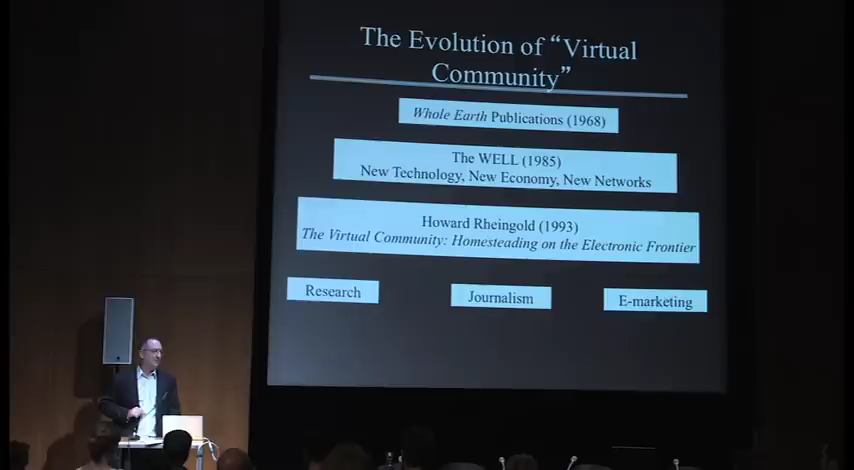 The Evolution of “Virtual
Community”
Whole Earth Publications (1968)
The WELL (1985)
New Technology, New Economy, New Networks
Howard Rheingold (1993)
The Virtual Community: Homesteading on the Electronic Frontier
Research
Journalism
E-marketing